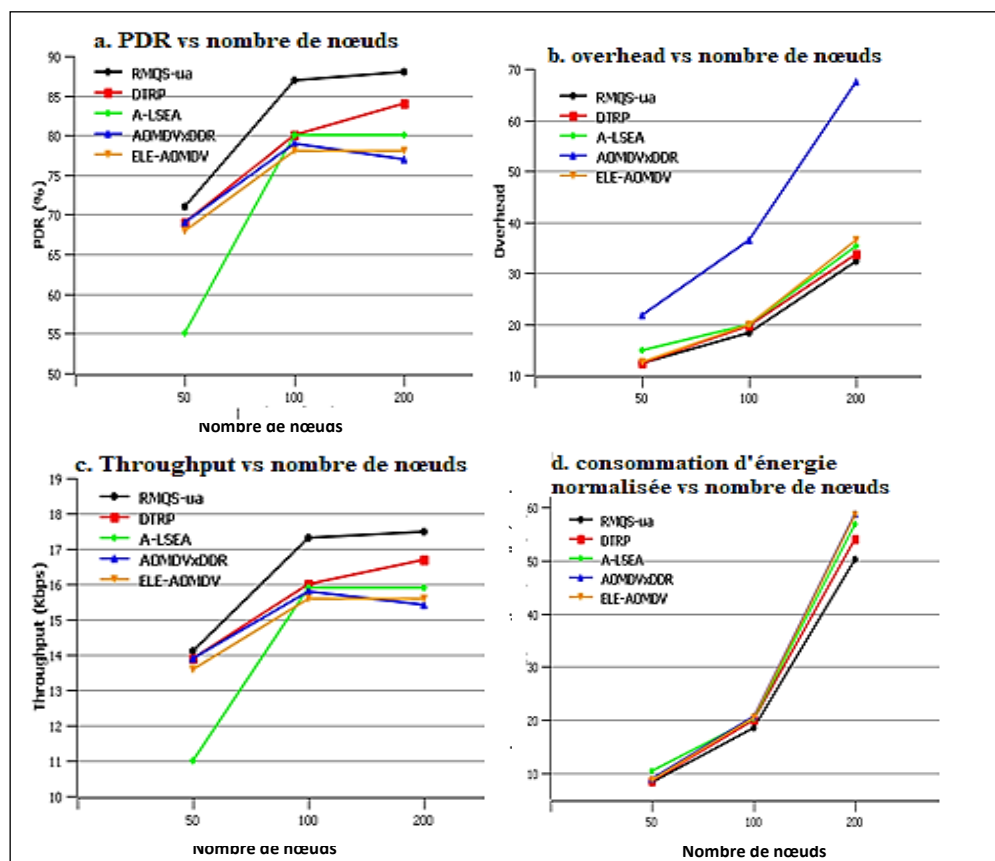 a. PDR vs nombre de nœuds
90
85
80
75
70
65
60
55
50
PDR (%)
RMQS-ua
DTRP
A-LSEA
AOMDVxDDR
ELE-AOMDV
50
100
200
Nombre de nœuds
b. overhead vs nombre de nœuds
70
60
50
40
30
20
10
Overhead
RMQS-ua
DTRP
A-LSEA
AOMDVxDDR
ELE-AOMDV
50
100
200
Nombre de nœuds
c. Throughput vs nombre de nœuds
19
18
17
16
15
14
13
12
11
10
Throughput (Kbps)
RMQS-ua
DTRP
A-LSEA
AOMDVxDDR
ELE-AOMDV
50
100
200
Nombre de nœuds
d. consommation d'énergie
normalisée vs nombre de nœuds
60
50
40
30
20
10
RMQS-ua
DTRP
A-LSEA
AOMDVxDDR
ELE-AOMDV
50
100
200
Nombre de nœuds